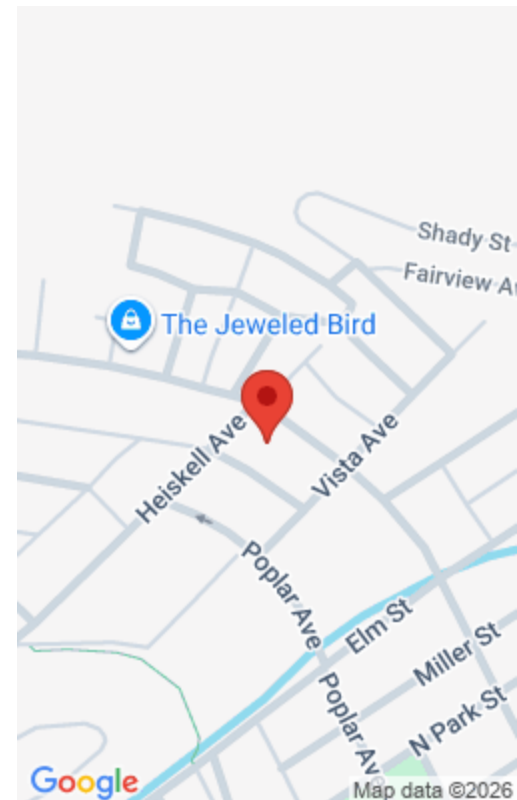 Shady St
Fairview Av
The Jeweled Bird
Heiskell Ave
Vista Ave
Poplar Ave
Elm St
Miller St
Poplar Ave
N Park St
Google
Map data ©2026